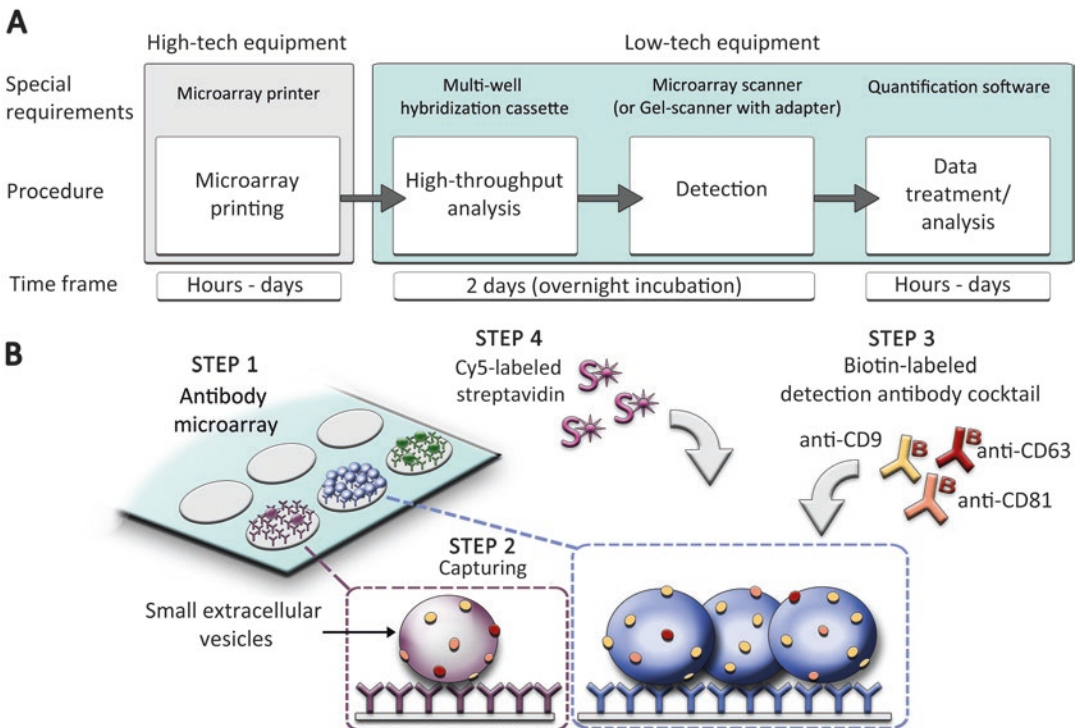 A
High-tech equipment
Low-tech equipment
Special
requirements
Microarray printer
Multi-well
hybridization cassette
Microarray scanner
(or Gel-scanner with adapter)
Quantification software
Procedure
Microarray
printing
High-throughput
analysis
Detection
Data
treatment/
analysis
Time frame
Hours - days
2 days (overnight incubation)
Hours - days
B
STEP 1
Antibody
microarray
STEP 4
Cy5-labeled
streptavidin
S
S
S
STEP 3
Biotin-labeled
detection antibody cocktail
anti-CD9
B
B
anti-CD63
B
anti-CD81
STEP 2
Capturing
Small extracellular
vesicles